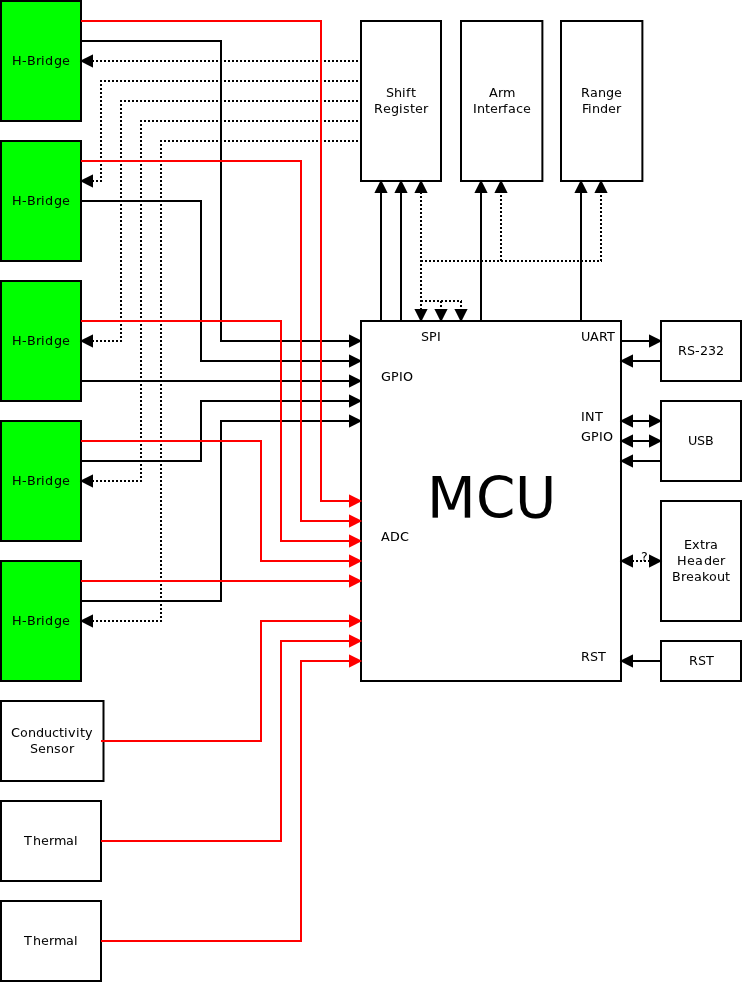 H-Bridge
Shift
Register
Arm
Interface
Range
Finder
H-Bridge
H-Bridge
SPI
UART
RS-232
GPIO
INT
GPIO
USB
H-Bridge
MCU
ADC
?
Extra
Header
Breakout
H-Bridge
RST
RST
Conductivity
Sensor
Thermal
Thermal